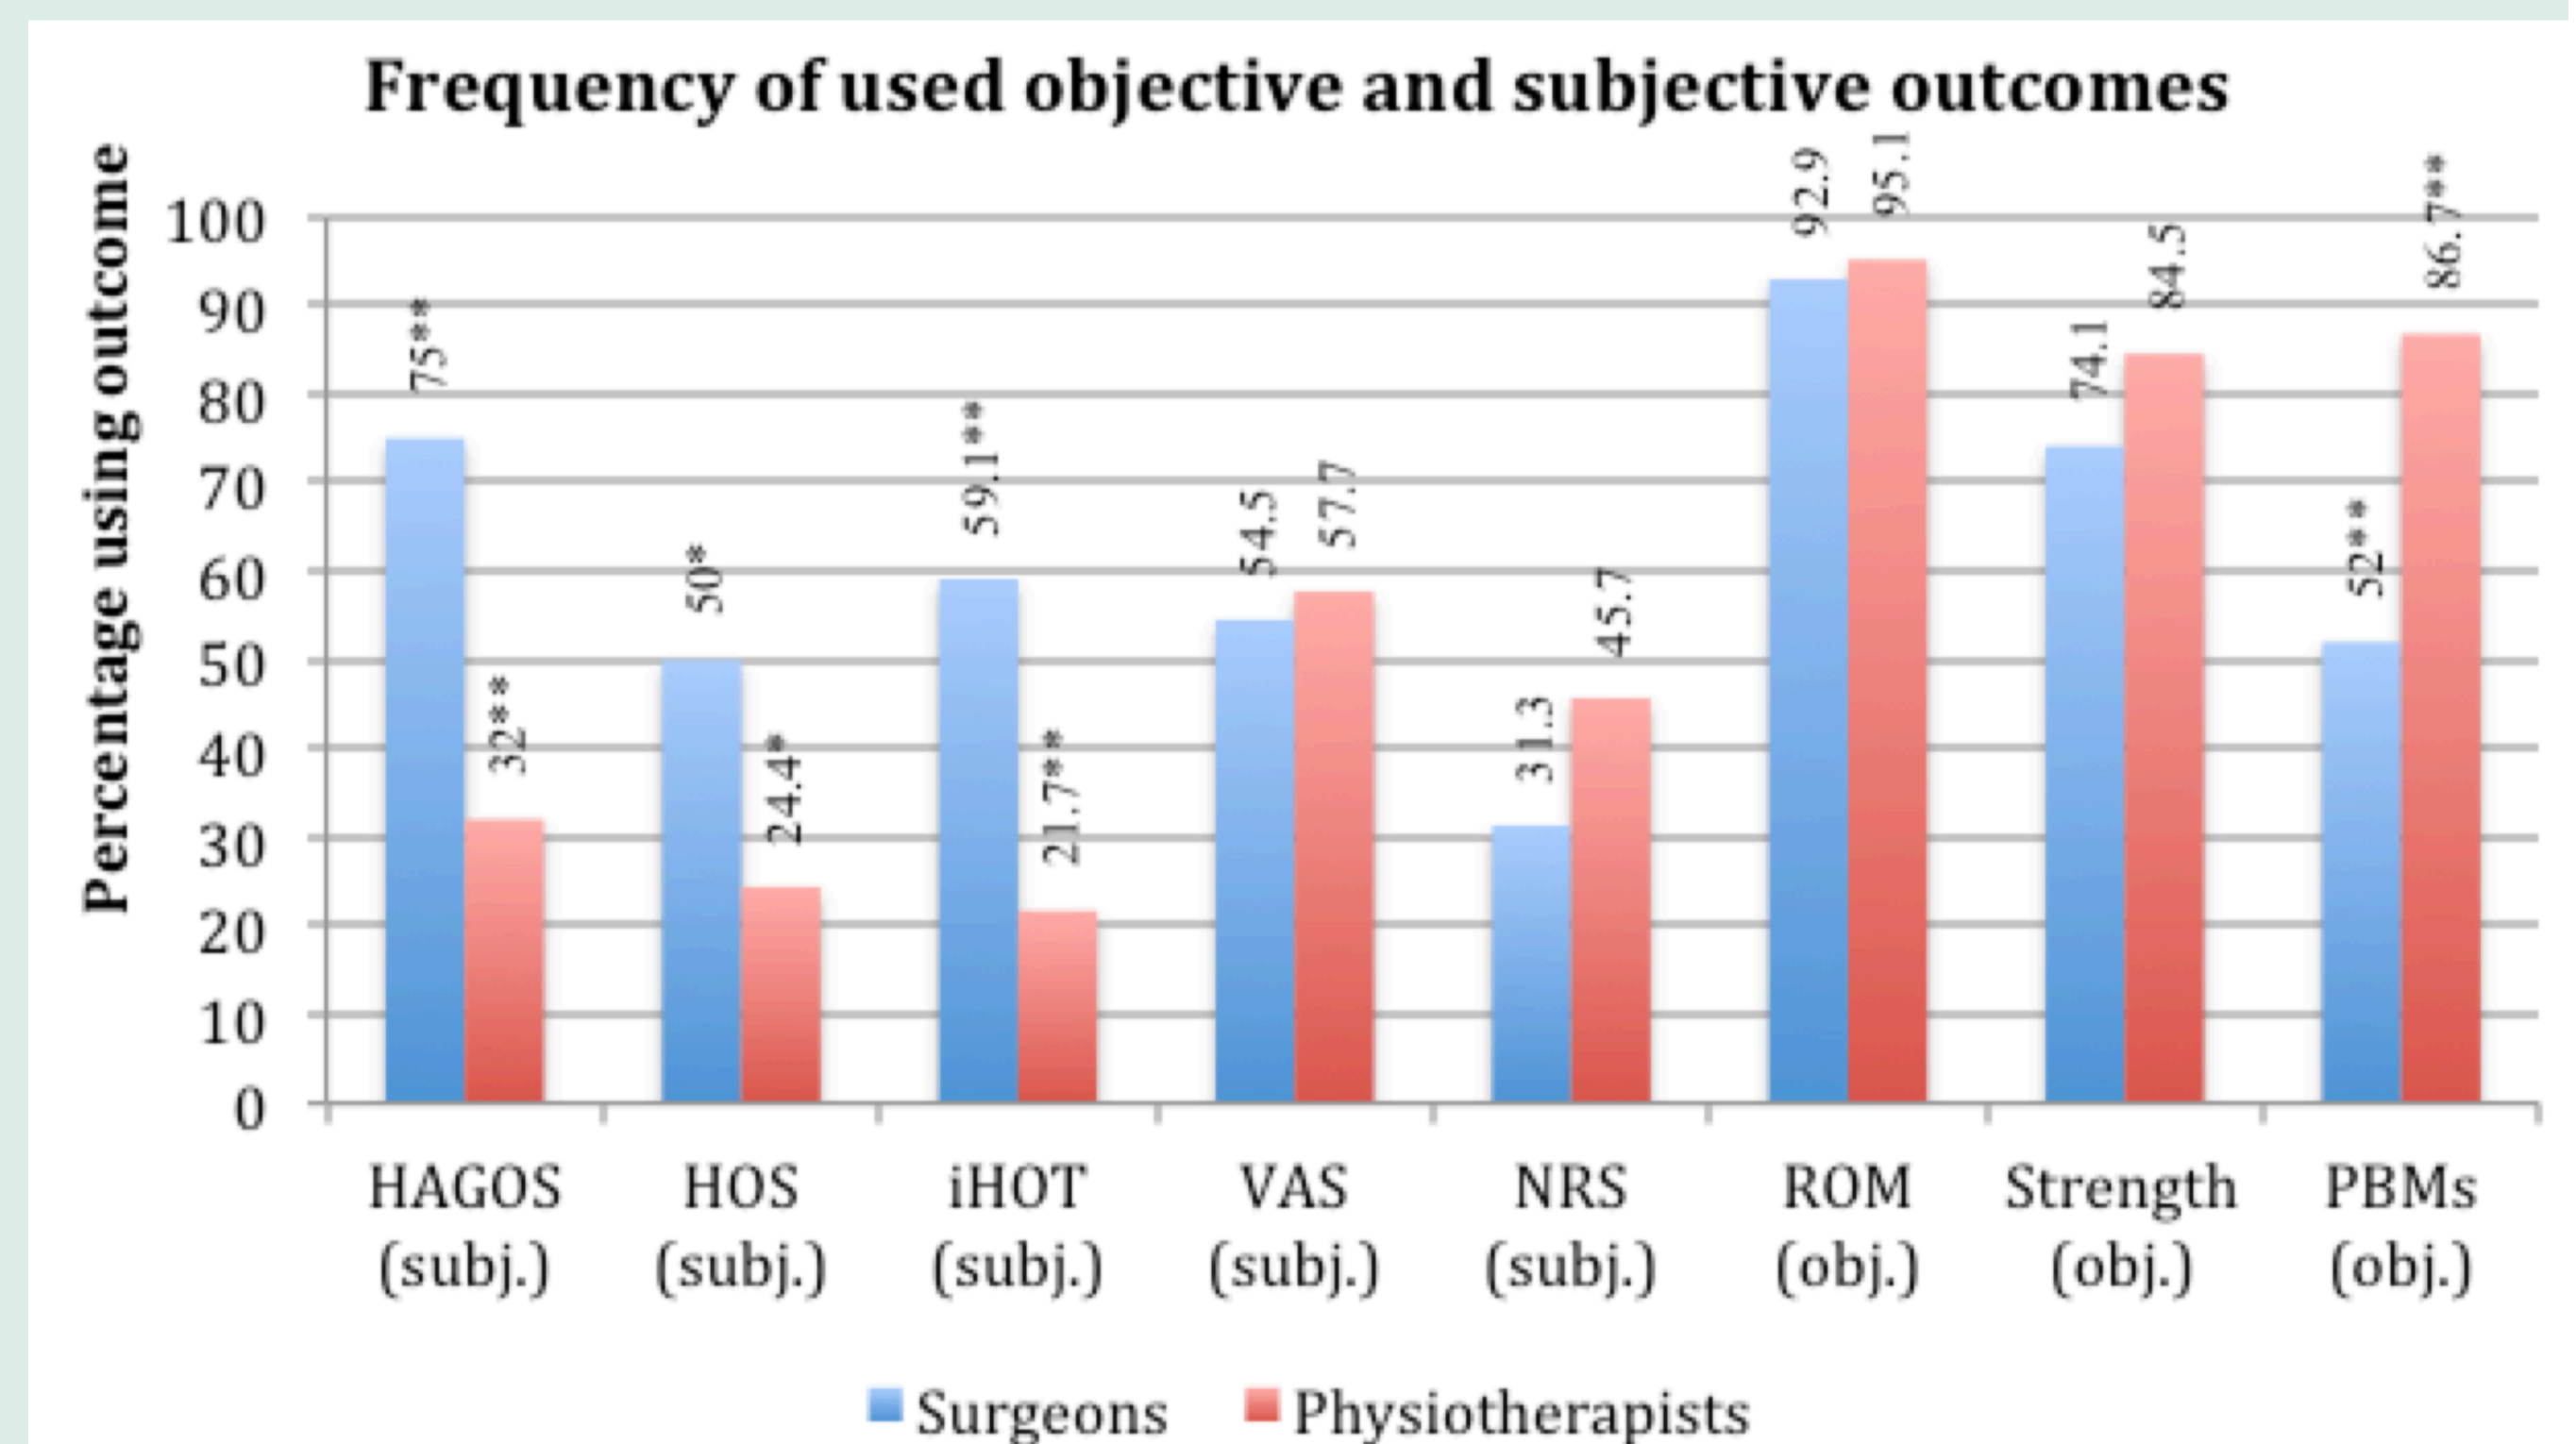 Frequency of used objective and subjective outcomes
Percentage using outcome
100
90
80
70
60
50
40
30
20
10
0
75**
32**
50*
24.4*
59.1**
21.7**
54.5
57.7
31.3
45.7
92.9
95.1
74.1
84.5
52**
86.7**
HAGOS (subj.)
HOS (subj.)
iHOT (subj.)
VAS (subj.)
NRS (subj.)
ROM (obj.)
Strength (obj.)
PBMs (obj.)
Surgeons
Physiotherapists